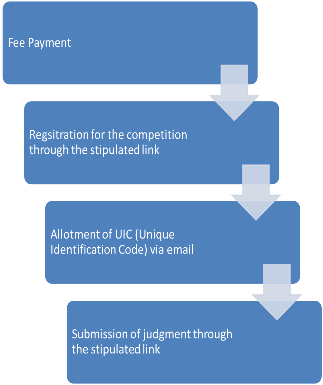 Fee Payment
Regsitration for the competition
through the stipulated link
Allotment of UIC (Unique
Identification Code) via email
Submission of judgment through
the stipulated link